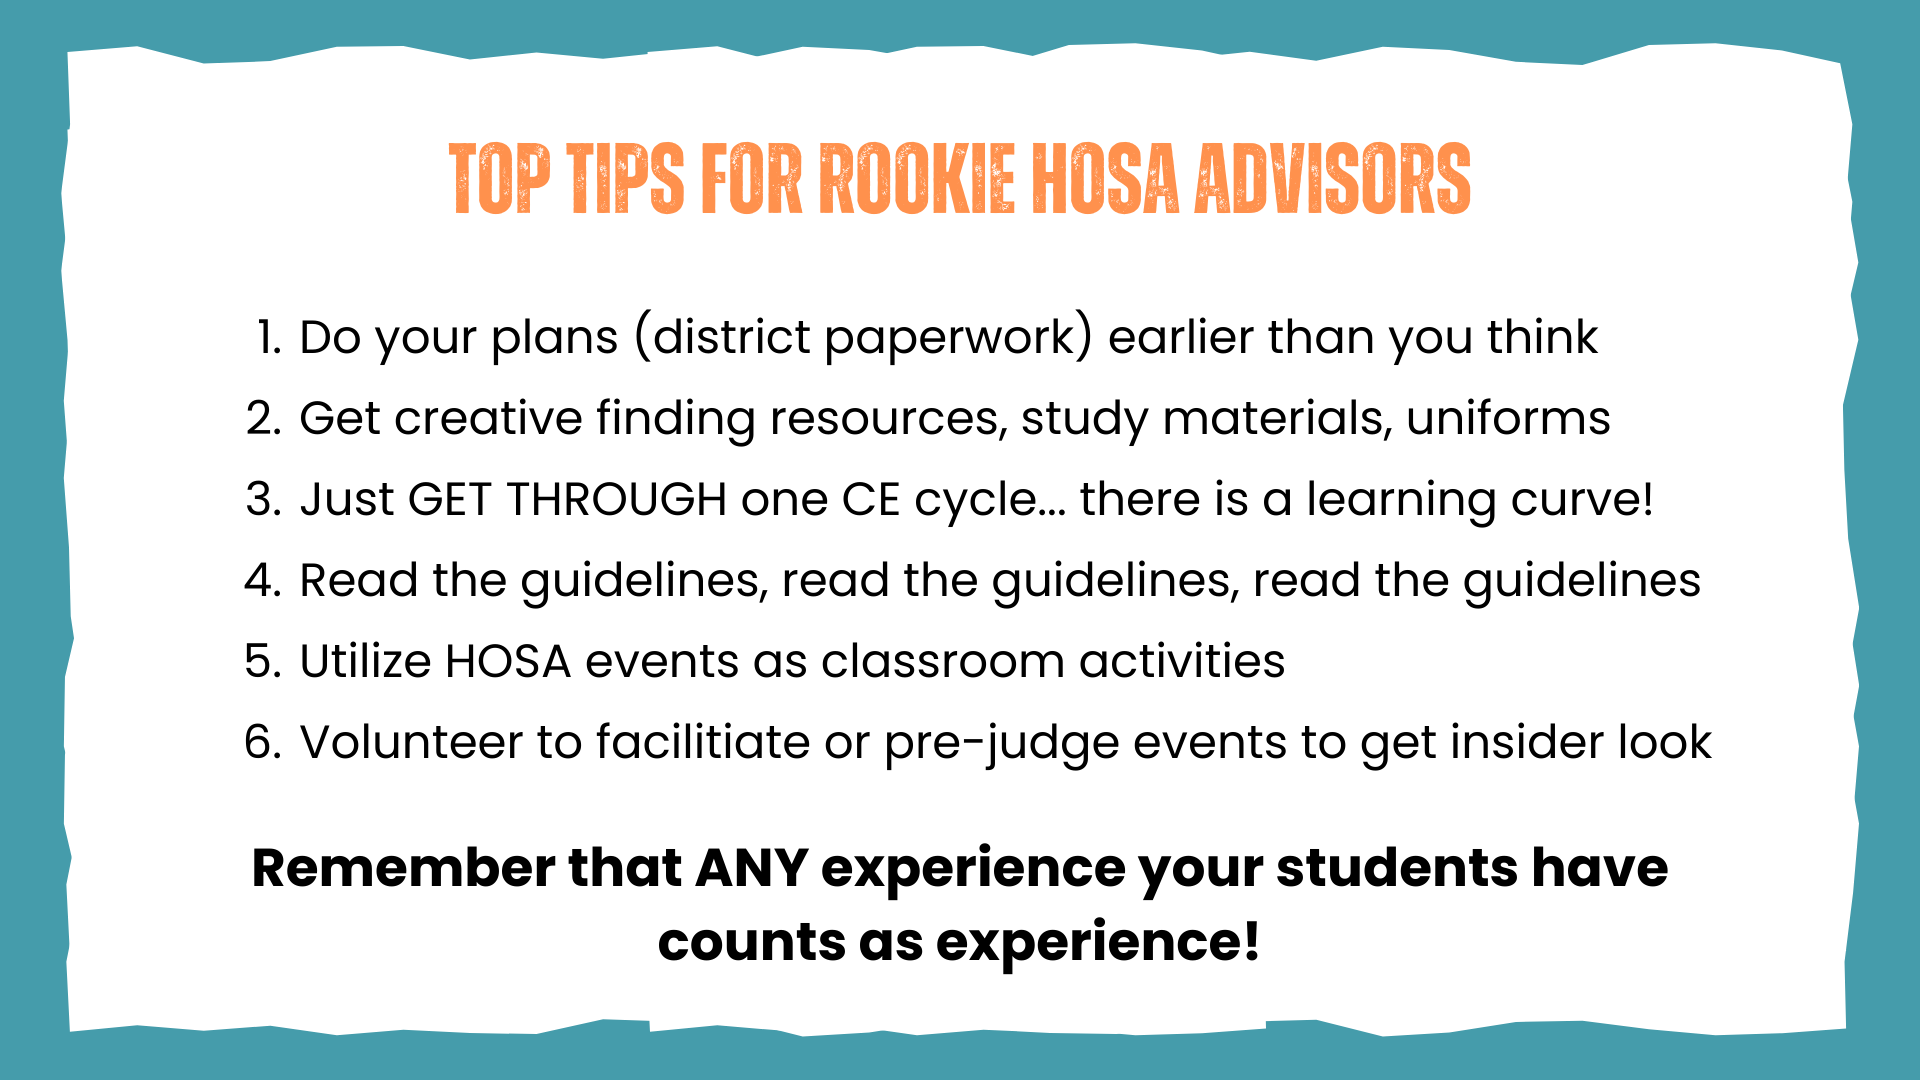 TOP TIPS FOR ROOKIE HOSA ADVISORS
1. Do your plans (district paperwork) earlier than you think
2. Get creative finding resources, study materials, uniforms
3. Just GET THROUGH one CE cycle... there is a learning curve!
4. Read the guidelines, read the guidelines, read the guidelines
5. Utilize HOSA events as classroom activities
6. Volunteer to facilitiate or pre-judge events to get insider look
Remember that ANY experience your students have
counts as experience!